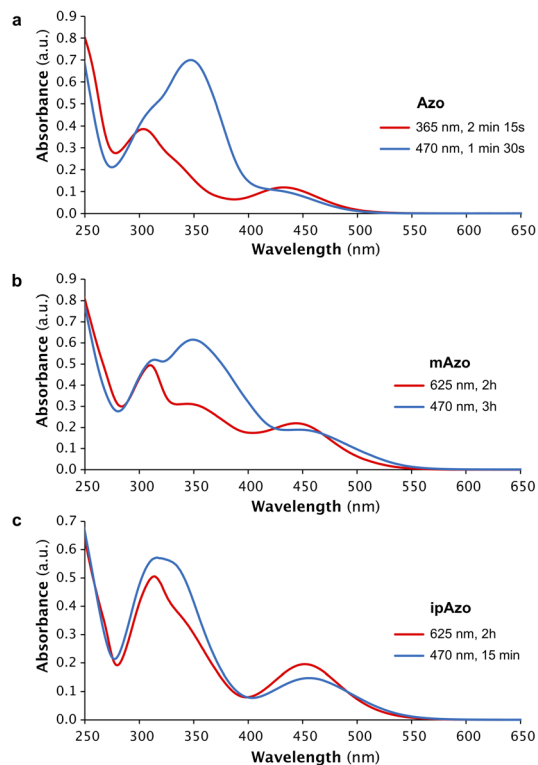 a
0.9
0.8
0.7
0.6
0.5
0.4
0.3
0.2
0.1
0.0
Absorbance (a.u.)
250 300 350 400 450 500 550 600 650
Wavelength (nm)
Azo
365 nm, 2 min 15s
470 nm, 1 min 30s
b
0.9
0.8
0.7
0.6
0.5
0.4
0.3
0.2
0.1
0.0
Absorbance (a.u.)
250 300 350 400 450 500 550 600 650
Wavelength (nm)
mAzo
625 nm, 2h
470 nm, 3h
c
0.7
0.6
0.5
0.4
0.3
0.2
0.1
0.0
Absorbance (a.u.)
250 300 350 400 450 500 550 600 650
Wavelength (nm)
ipAzo
625 nm, 2h
470 nm, 15 min